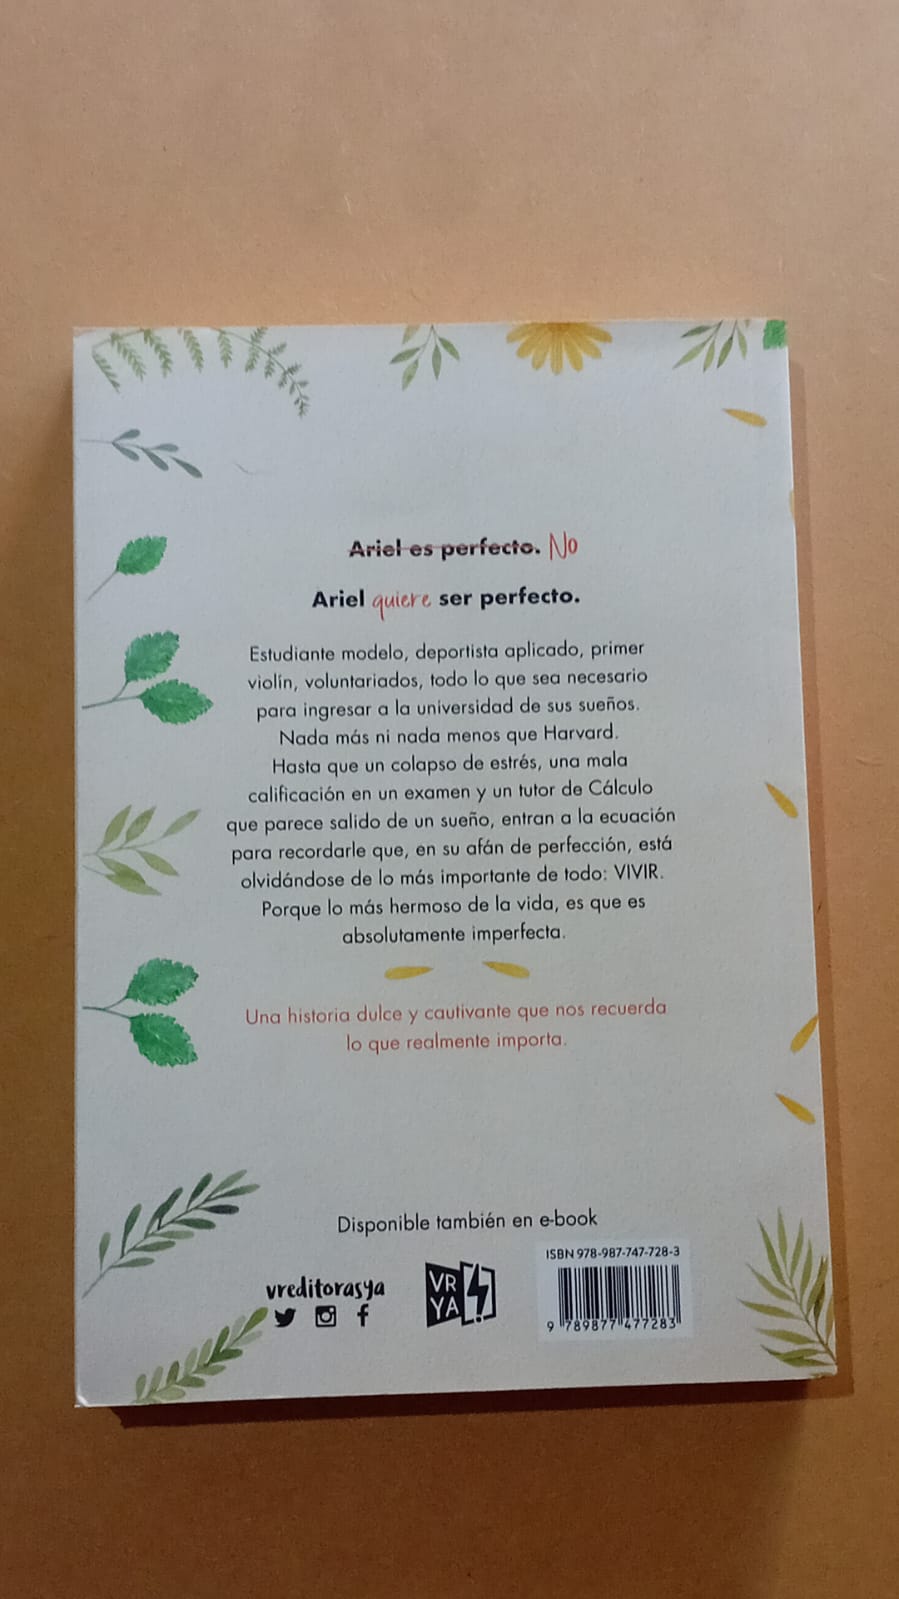 Ariel es perfecto. No
Ariel quiere ser perfecto.
Estudiante modelo, deportista aplicado, primer
violín, voluntariados, todo lo que sea necesario
para ingresar a la universidad de sus sueños.
Nada más ni nada menos que Harvard.
Hasta que un colapso de estrés, una mala
calificación en un examen y un tutor de Cálculo
que parece salido de un sueño, entran a la ecuación
para recordarle que, en su afán de perfección, está
olvidándose de lo más importante de todo: VIVIR.
Porque lo más hermoso de la vida, es que es
absolutamente imperfecta.
Una historia dulce y cautivante que nos recuerda
lo que realmente importa.
Disponible también en e-book
vreditorasya
VR
YA
ISBN 978-987-747-728-3
9 789877 477283